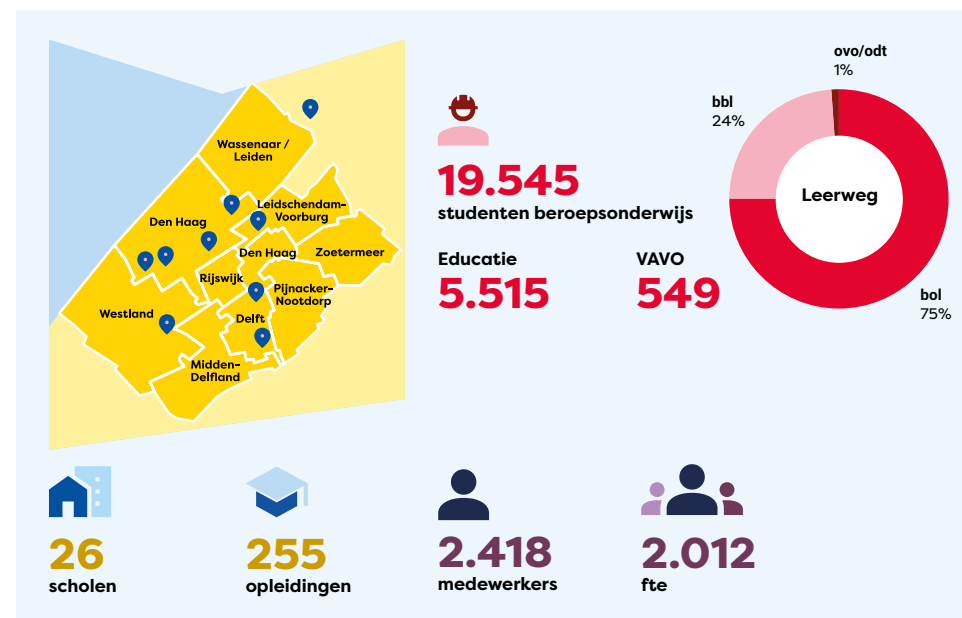 Wassenaar /
Leiden
Leidschendam-
Voorburg
Den Haag
Den Haag
Zoetermeer
Rijswijk
Pijnacker-
Nootdorp
Westland
Delft
Midden-
Delfland
19.545
studenten beroepsonderwijs
Educatie
5.515
VAVO
549
ovo/odt
1%
bbl
24%
Leerweg
bol
75%
26
scholen
255
opleidingen
2.418
medewerkers
2.012
fte